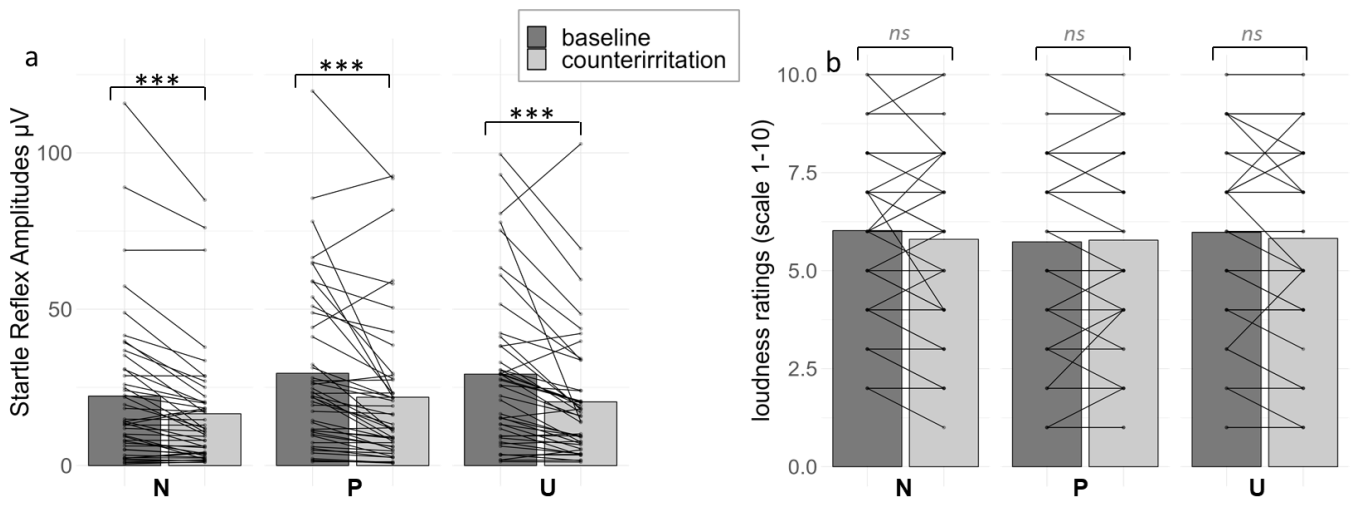 a
baseline
counterirritation
***
***
***
Startle Reflex Amplitudes µV
100
50
0
N
P
U
b
ns
ns
ns
loudness ratings (scale 1-10)
10.0
7.5
5.0
2.5
0.0
N
P
U